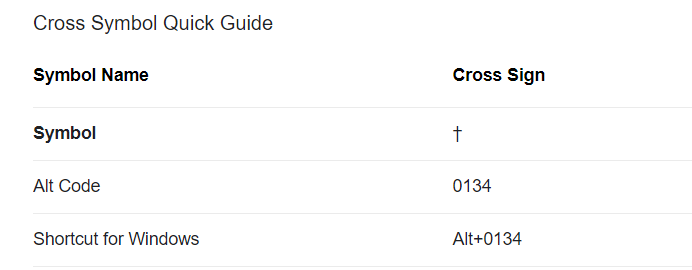 Cross Symbol Quick Guide
Symbol Name Cross Sign
Symbol †
Alt Code 0134
Shortcut for Windows Alt+0134